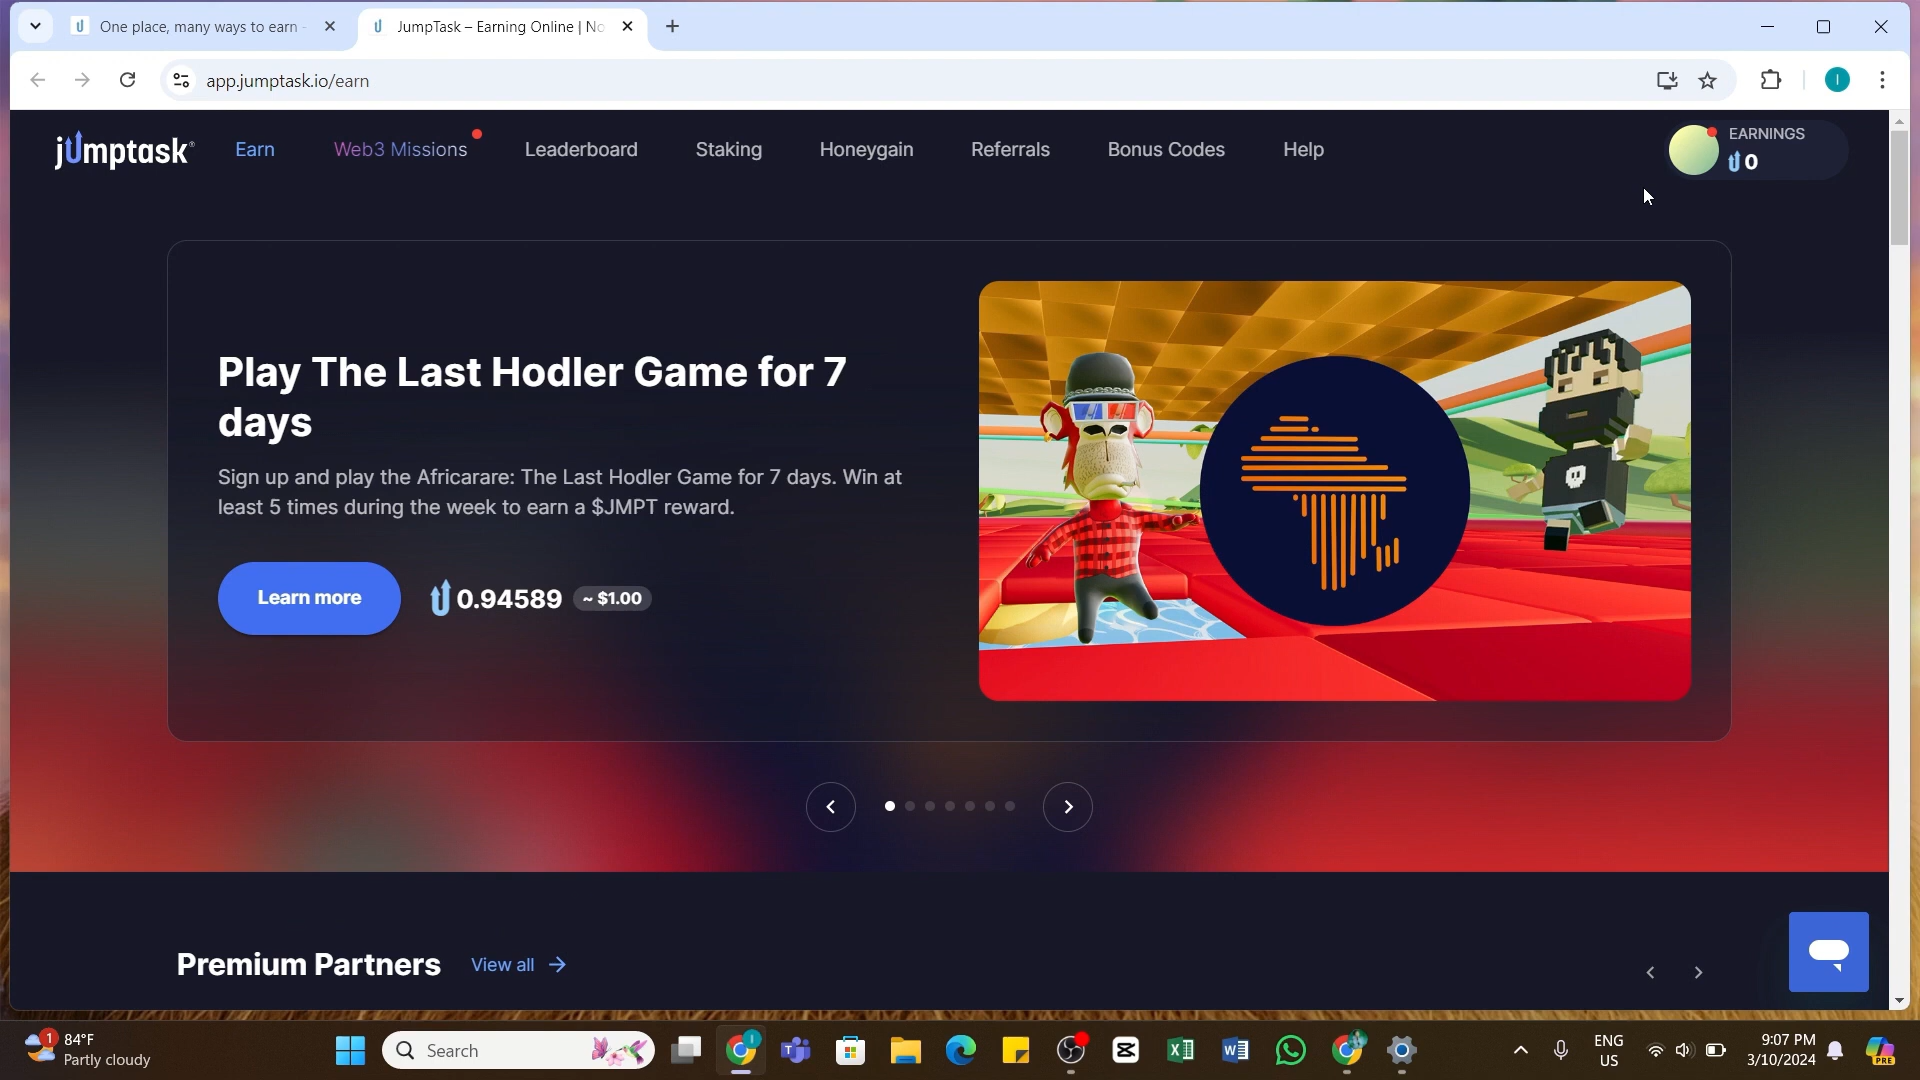 One place, many ways to earn -
JumpTask – Earning Online | No
app.jumptask.io/earn
I
jumptask
Earn
Web3 Missions
Leaderboard
Staking
Honeygain
Referrals
Bonus Codes
Help
EARNINGS
0
Play The Last Hodler Game for 7
days
Sign up and play the Africarare: The Last Hodler Game for 7 days. Win at
least 5 times during the week to earn a $JMPT reward.
Learn more
0.94589
~ $1.00
Premium Partners
View all
1
84°F
Partly cloudy
Search
I
ENG
US
9:07 PM
3/10/2024
PRE